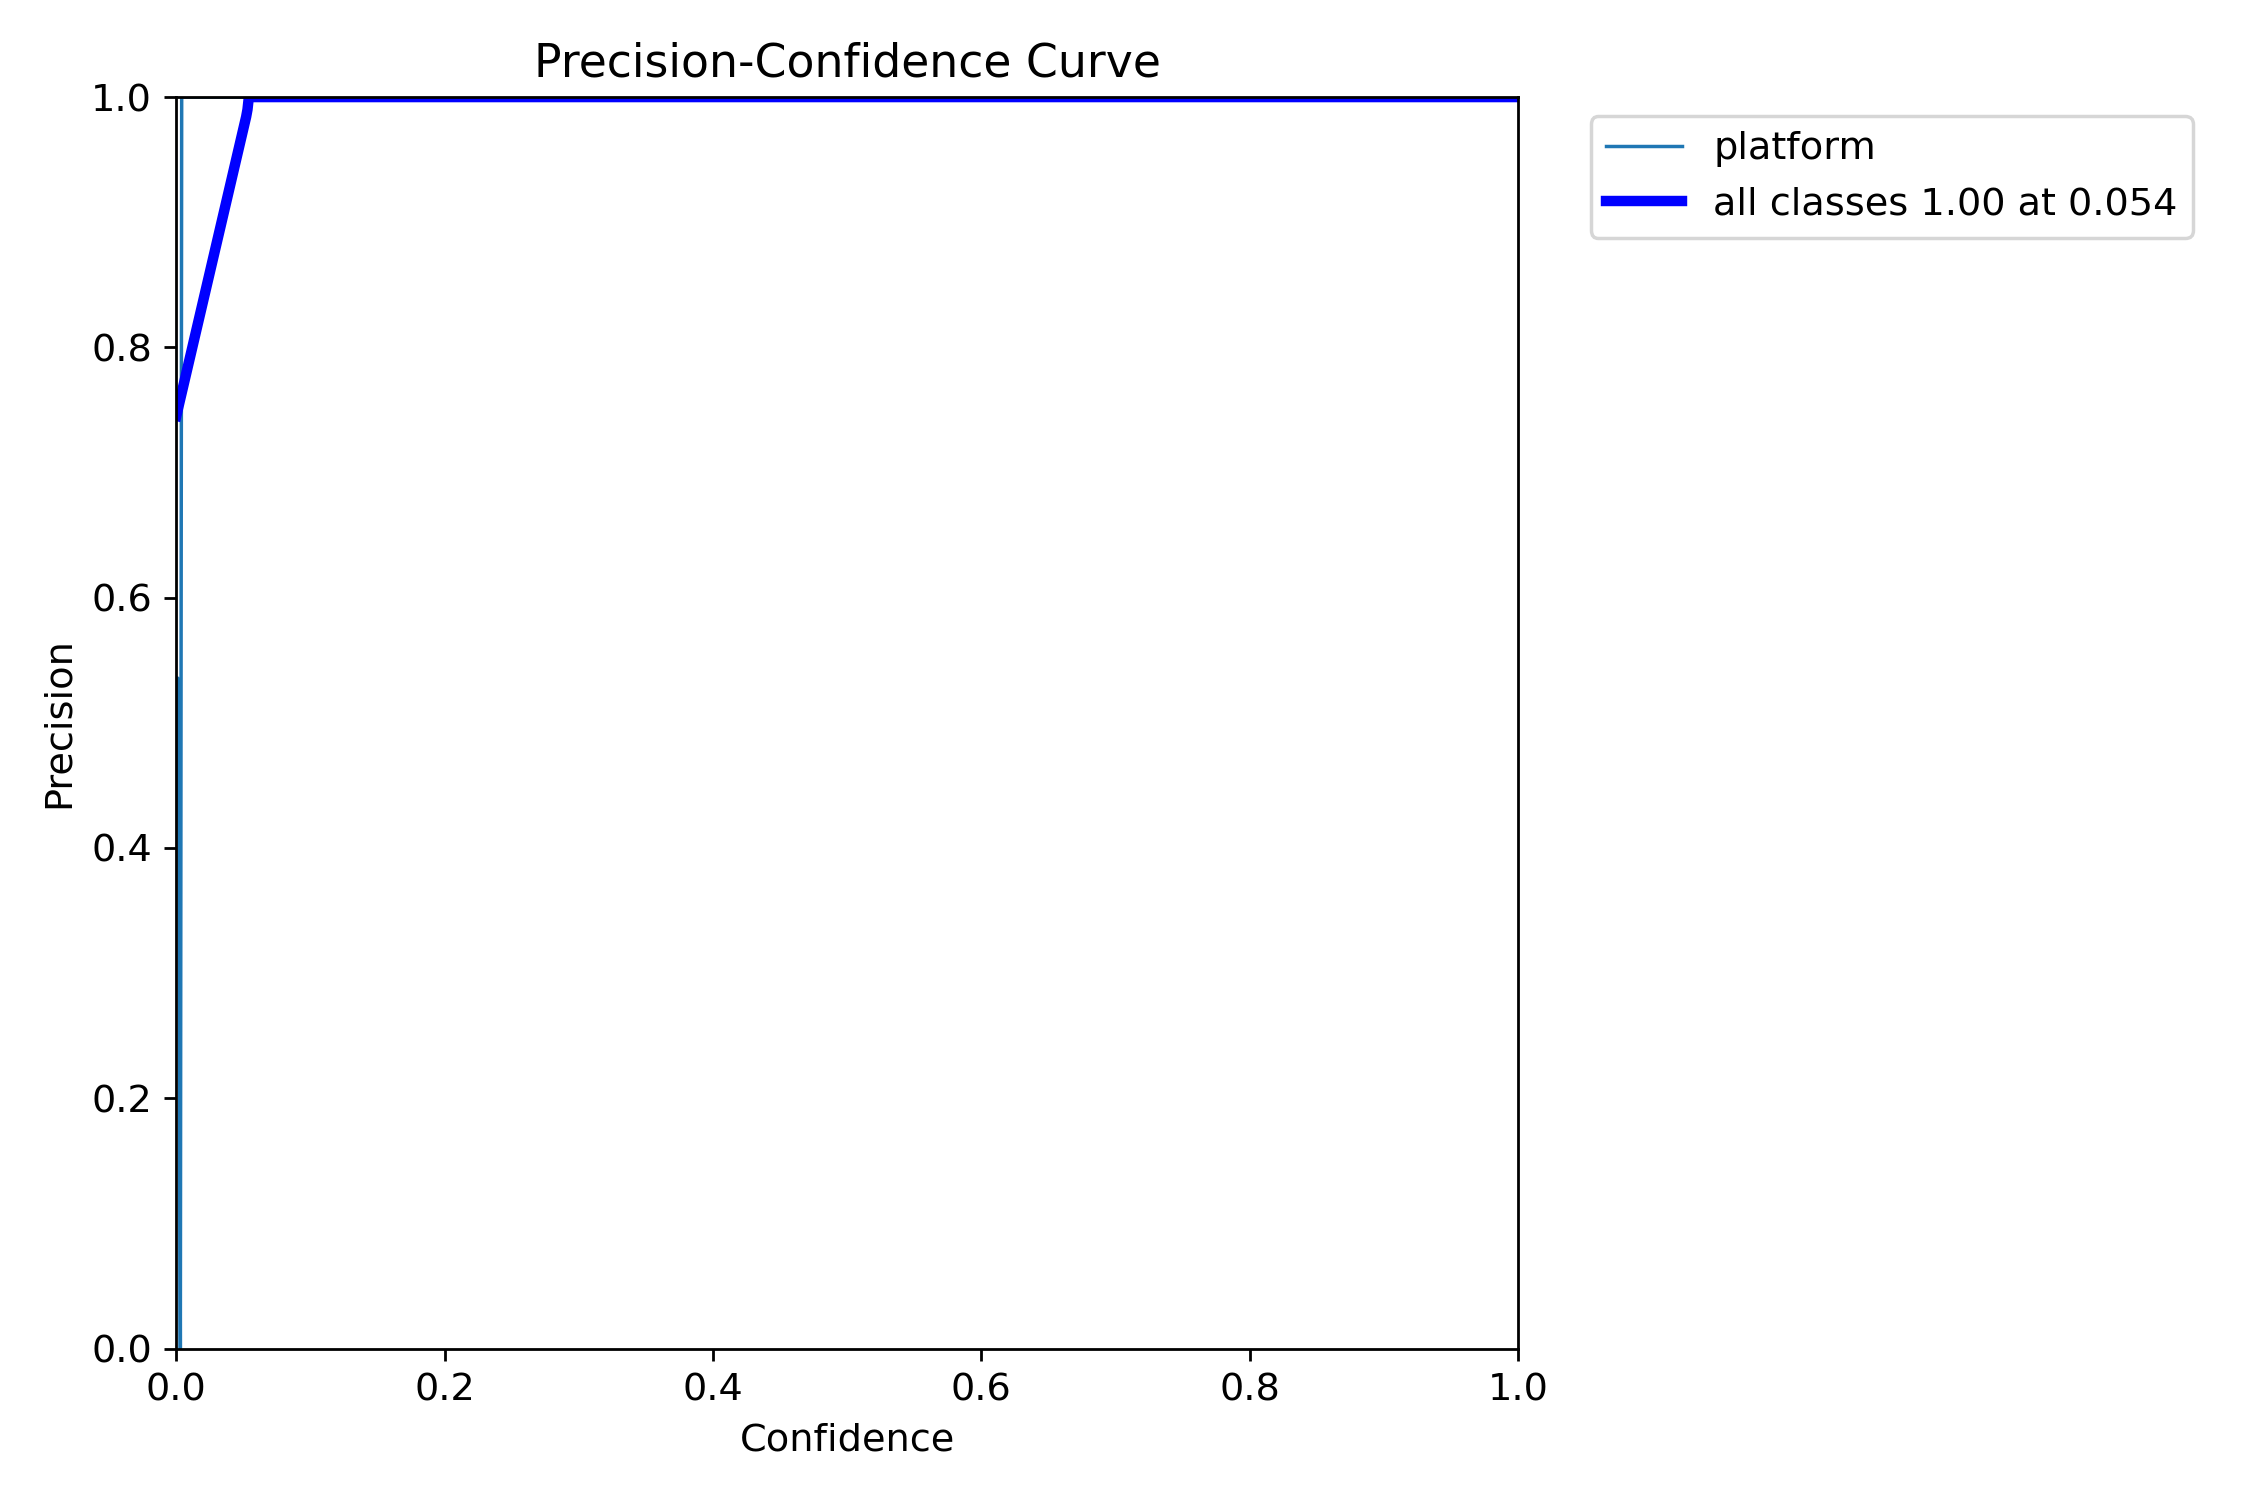 Precision-Confidence Curve
platform
all classes 1.00 at 0.054
Precision
1.0
0.8
0.6
0.4
0.2
0.0
0.0 0.2 0.4 0.6 0.8 1.0
Confidence